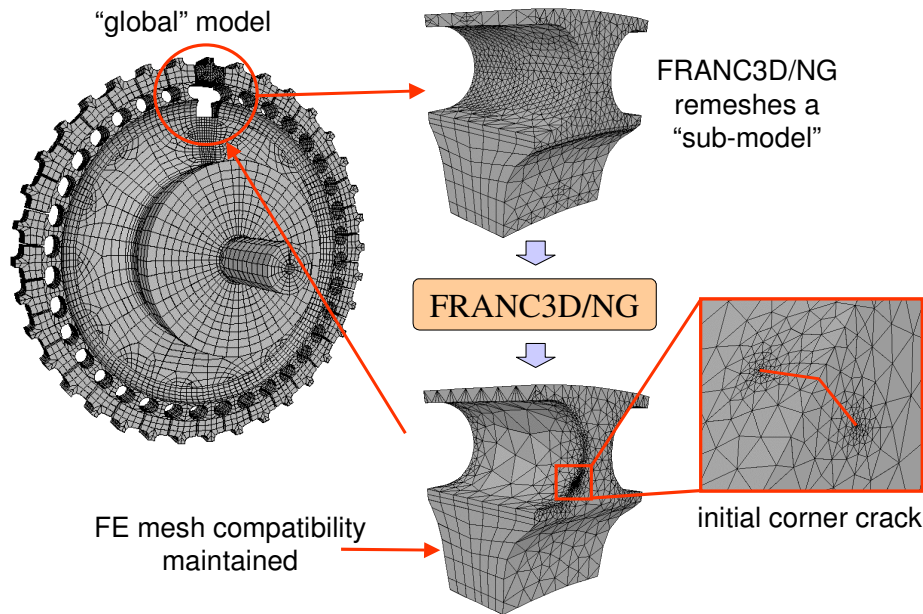 “global” model
FRANC3D/NG
remeshes a
“sub-model”
FRANC3D/NG
FE mesh compatibility
maintained
initial corner crack